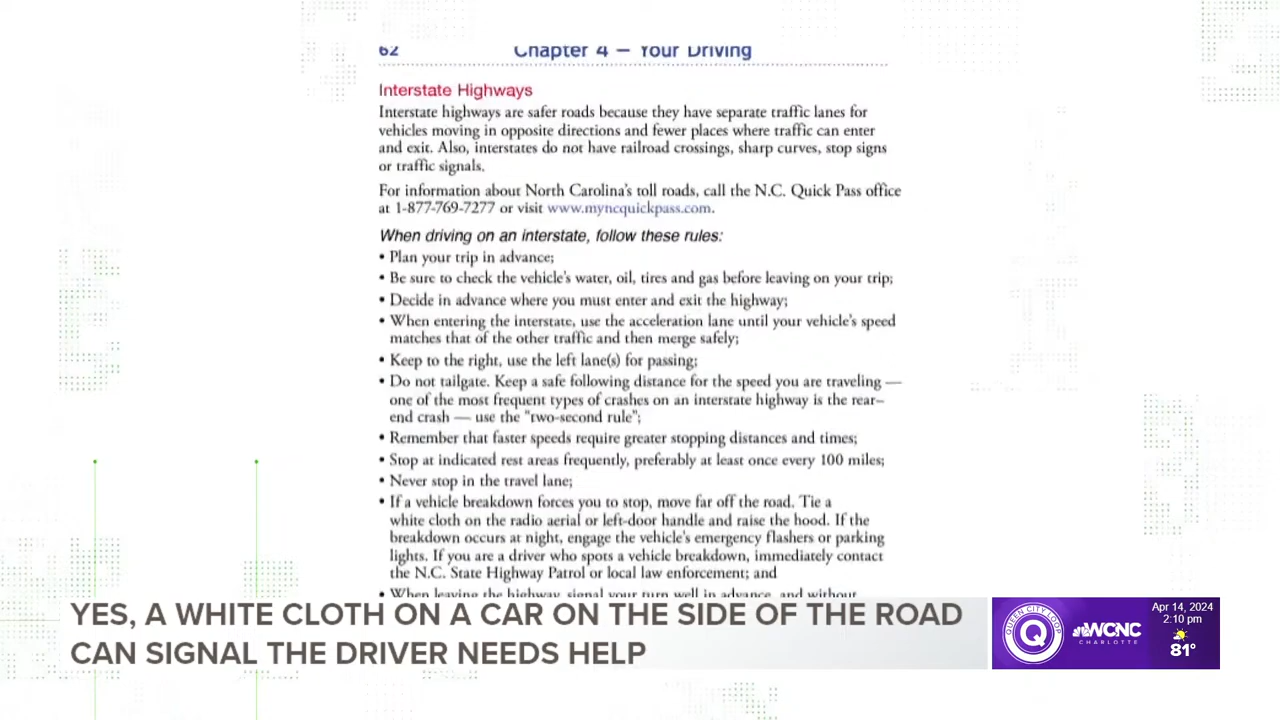 62 Chapter 4 — Your Driving
Interstate Highways
Interstate highways are safer roads because they have separate traffic lanes for
vehicles moving in opposite directions and fewer places where traffic can enter
and exit. Also, interstates do not have railroad crossings, sharp curves, stop signs
or traffic signals.
For information about North Carolina's toll roads, call the N.C. Quick Pass office
at 1-877-769-7277 or visit www.myncquickpass.com.
When driving on an interstate, follow these rules:
• Plan your trip in advance;
• Be sure to check the vehicle's water, oil, tires and gas before leaving on your trip;
• Decide in advance where you must enter and exit the highway;
• When entering the interstate, use the acceleration lane until your vehicle's speed
matches that of the other traffic and then merge safely;
• Keep to the right, use the left lane(s) for passing;
• Do not tailgate. Keep a safe following distance for the speed you are traveling —
one of the most frequent types of crashes on an interstate highway is the rear–
end crash — use the "two-second rule";
• Remember that faster speeds require greater stopping distances and times;
• Stop at indicated rest areas frequently, preferably at least once every 100 miles;
• Never stop in the travel lane;
• If a vehicle breakdown forces you to stop, move far off the road. Tie a
white cloth on the radio aerial or left-door handle and raise the hood. If the
breakdown occurs at night, engage the vehicle's emergency flashers or parking
lights. If you are a driver who spots a vehicle breakdown, immediately contact
the N.C. State Highway Patrol or local law enforcement; and
• When leaving the highway, signal your turn well in advance, and without
YES, A WHITE CLOTH ON A CAR ON THE SIDE OF THE ROAD
CAN SIGNAL THE DRIVER NEEDS HELP
QUEEN CITY LOOP
Q
WCNC
CHARLOTTE
Apr 14, 2024
2:10 pm
81°